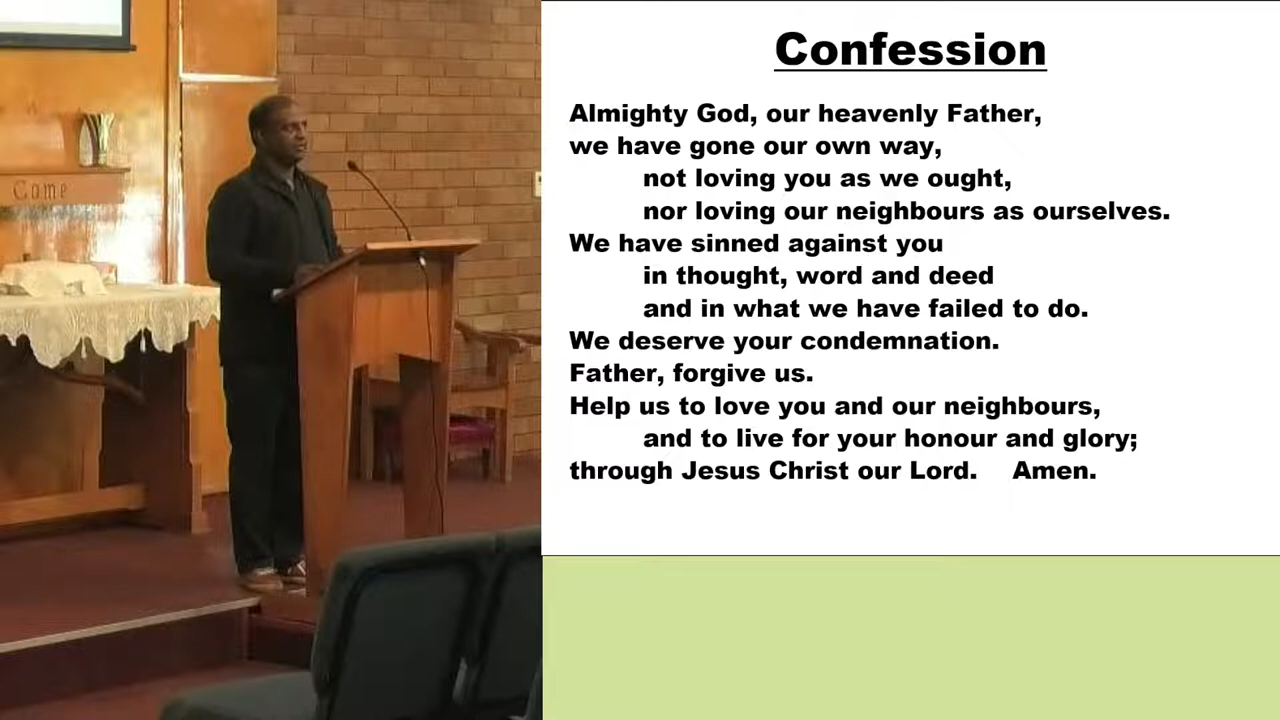 Come
Confession
Almighty God, our heavenly Father,
we have gone our own way,
not loving you as we ought,
nor loving our neighbours as ourselves.
We have sinned against you
in thought, word and deed
and in what we have failed to do.
We deserve your condemnation.
Father, forgive us.
Help us to love you and our neighbours,
and to live for your honour and glory;
through Jesus Christ our Lord. Amen.